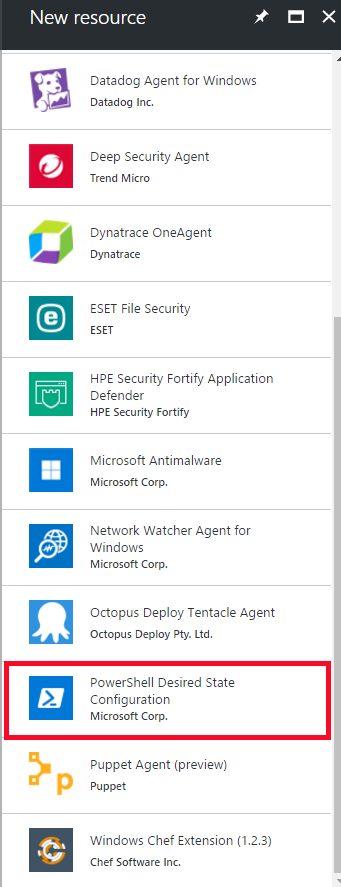 New resource
Datadog Agent for Windows
Datadog Inc.
Deep Security Agent
Trend Micro
Dynatrace OneAgent
Dynatrace
ESET File Security
ESET
HPE Security Fortify Application
Defender
HPE Security Fortify
Microsoft Antimalware
Microsoft Corp.
Network Watcher Agent for
Windows
Microsoft Corp.
Octopus Deploy Tentacle Agent
Octopus Deploy Pty. Ltd.
PowerShell Desired State
Configuration
Microsoft Corp.
Puppet Agent (preview)
Puppet
Windows Chef Extension (1.2.3)
Chef Software Inc.